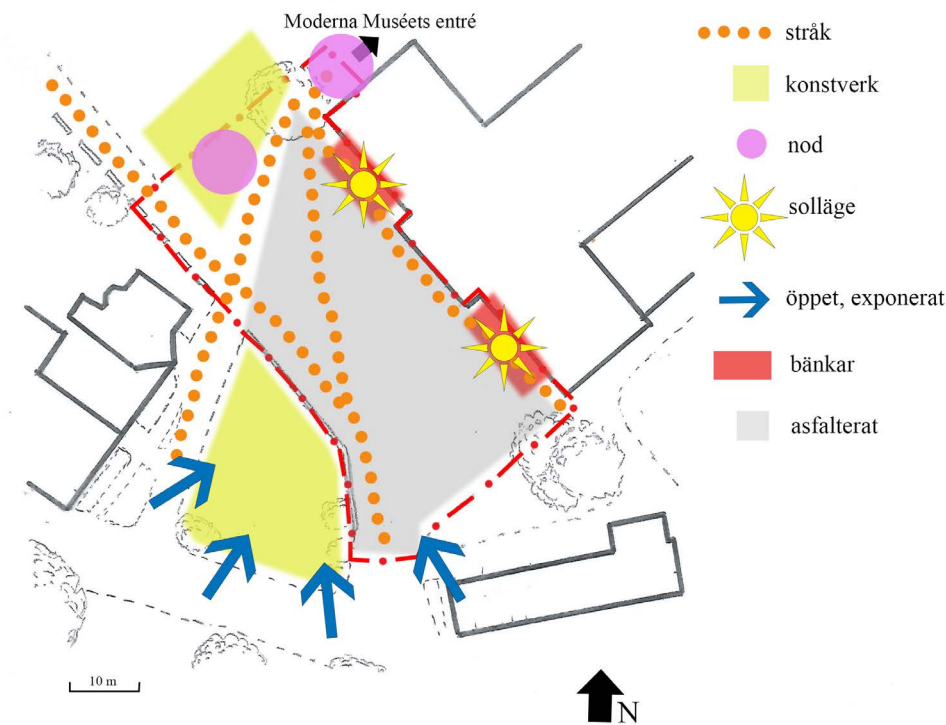 Moderna Muséets entré
stråk
konstverk
nod
solläge
öppet, exponerat
bänkar
asfalterat
10 m
N